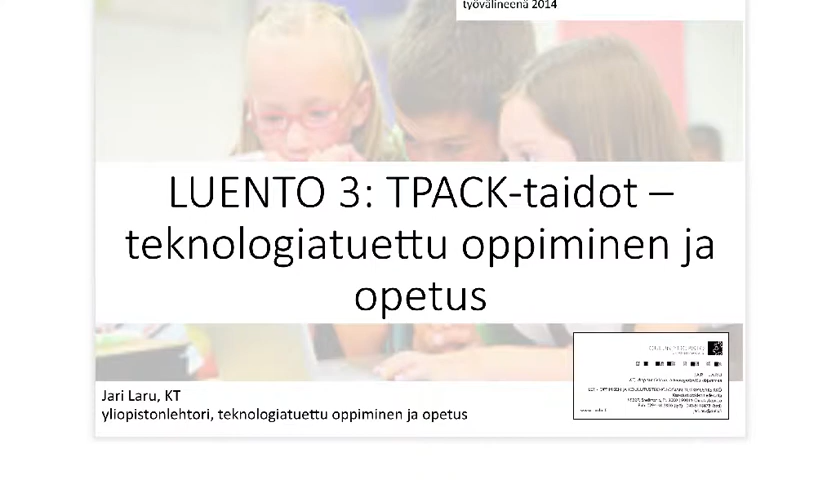 työvälineenä 2014
LUENTO 3: TPACK-taidot –
teknologiatuettu oppiminen ja
opetus
Jari Laru, KT
yliopistonlehtori, teknologiatuettu oppiminen ja opetus